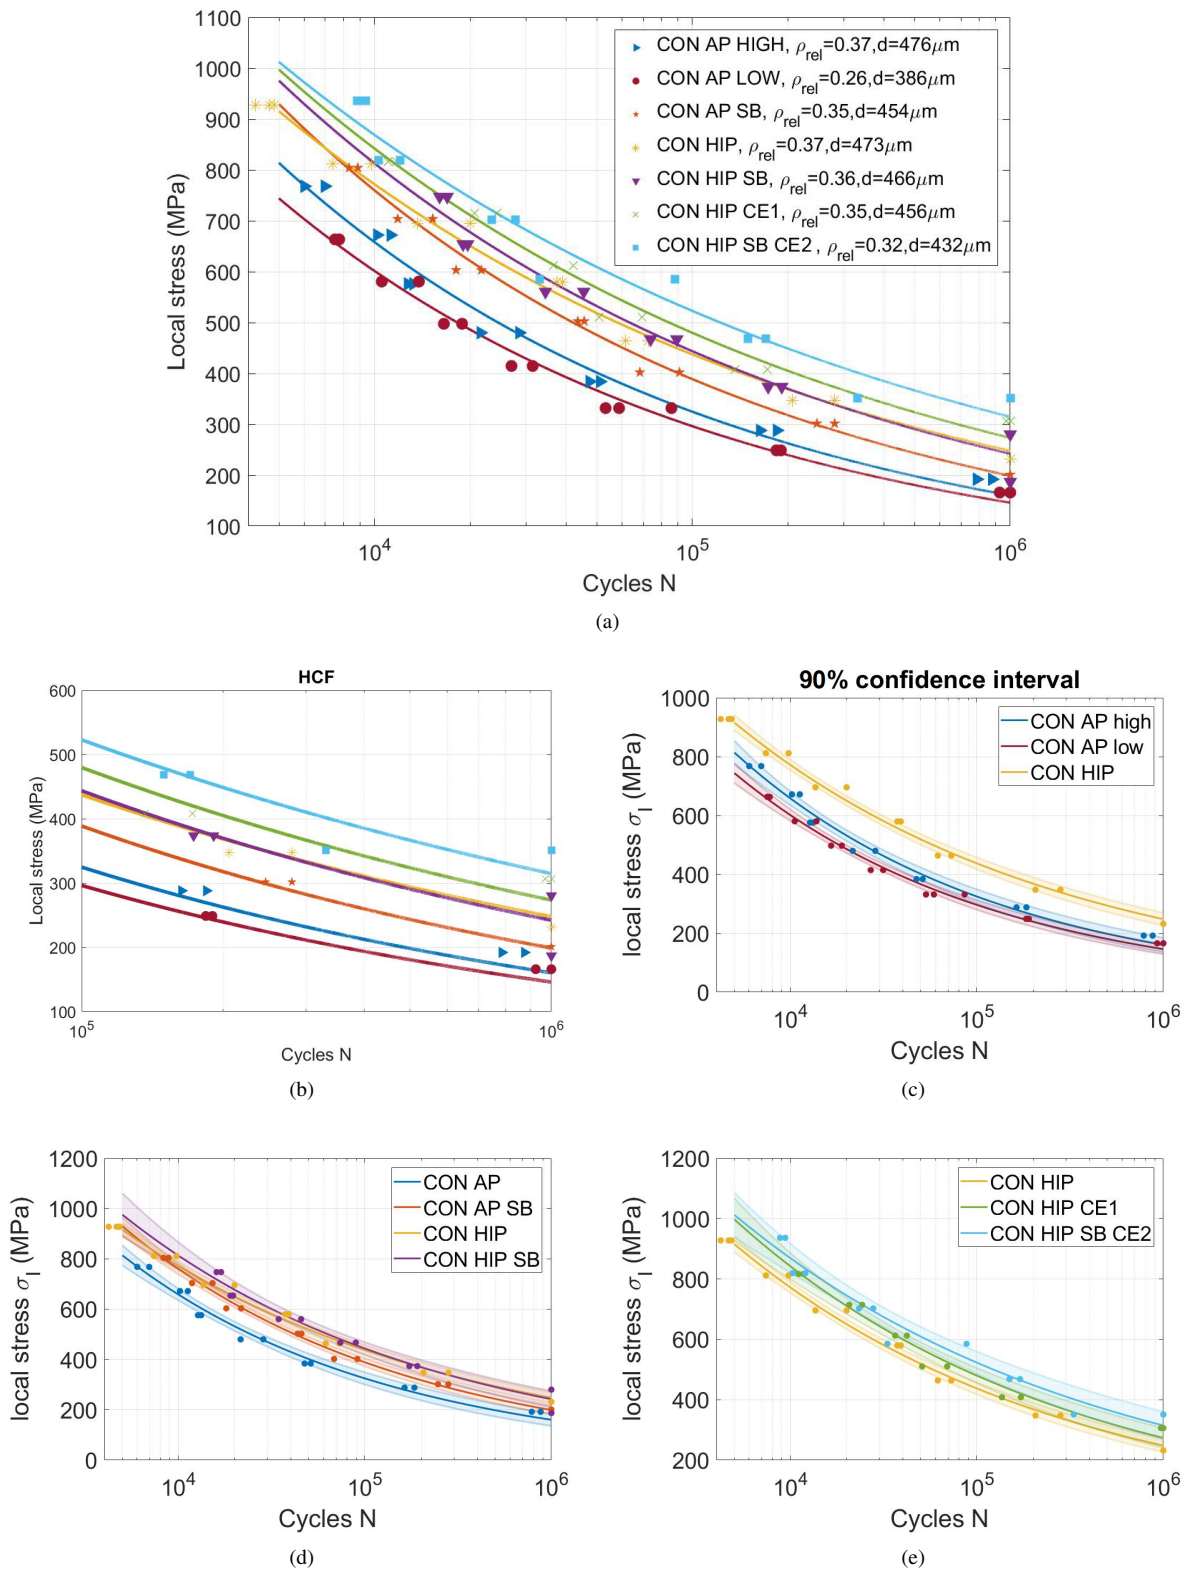 1100
1000
900
800
700
600
500
400
300
200
100
Local stress (MPa)
CON AP HIGH, ρrel=0.37,d=476μm
CON AP LOW, ρrel=0.26,d=386μm
CON AP SB, ρrel=0.35,d=454μm
CON HIP, ρrel=0.37,d=473μm
CON HIP SB, ρrel=0.36,d=466μm
CON HIP CE1, ρrel=0.35,d=456μm
CON HIP SB CE2 , ρrel=0.32,d=432μm
10^4 10^5 10^6
Cycles N
(a)
HCF
600
500
400
300
200
100
Local stress (MPa)
10^5 10^6
Cycles N
(b)
90% confidence interval
1000
800
600
400
200
0
local stress σI (MPa)
CON AP high
CON AP low
CON HIP
10^4 10^5 10^6
Cycles N
(c)
1200
1000
800
600
400
200
0
local stress σI (MPa)
CON AP
CON AP SB
CON HIP
CON HIP SB
10^4 10^5 10^6
Cycles N
(d)
1200
1000
800
600
400
200
local stress σI (MPa)
CON HIP
CON HIP CE1
CON HIP SB CE2
10^4 10^5 10^6
Cycles N
(e)